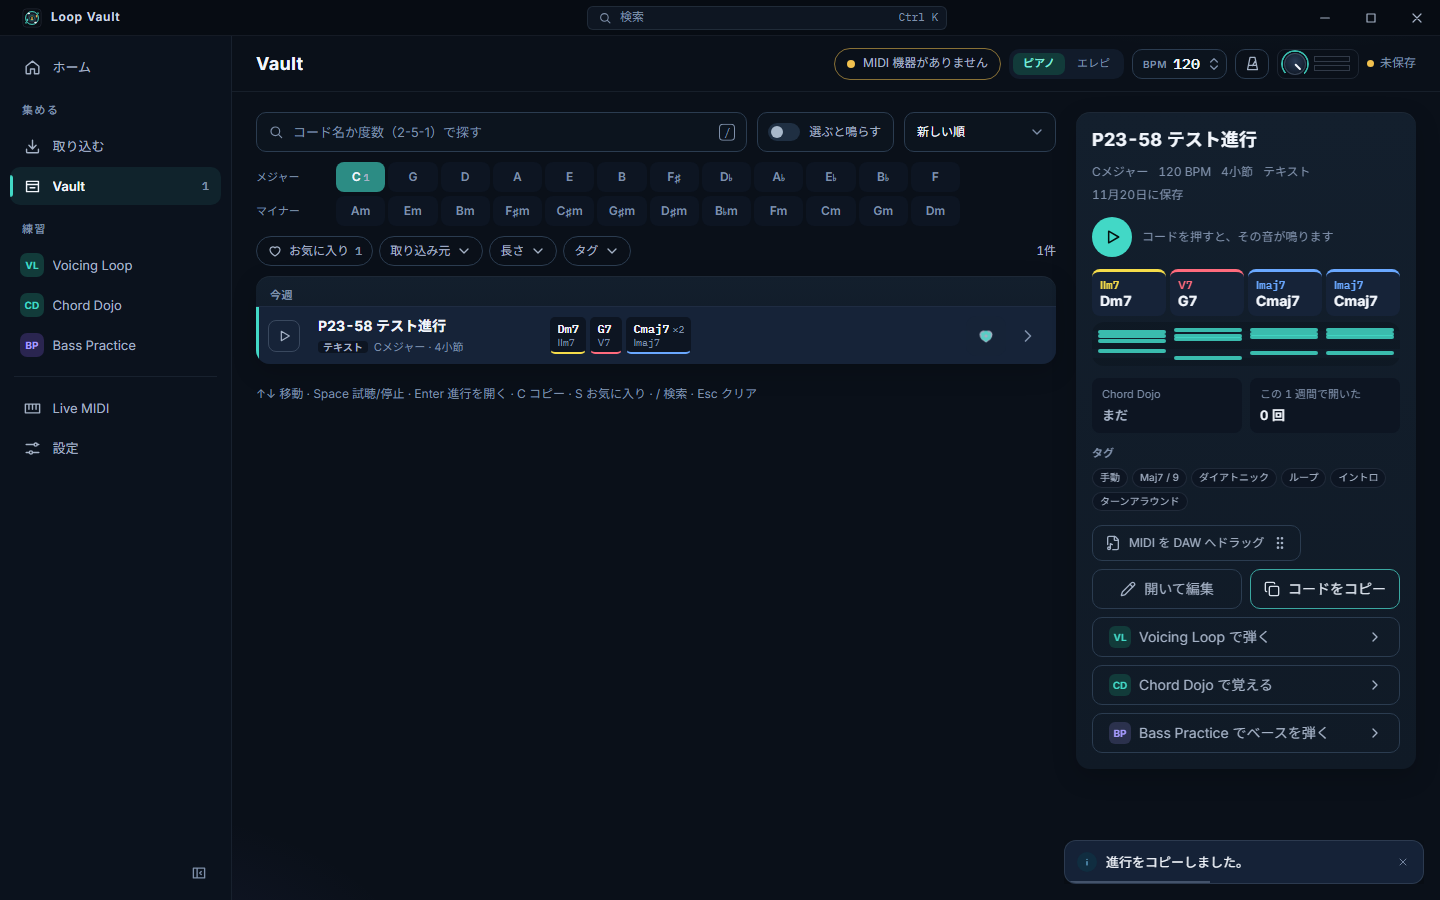 Loop Vault
検索
Ctrl K
ホーム
集める
取り込む
Vault
1
練習
VL
Voicing Loop
CD
Chord Dojo
BP
Bass Practice
Live MIDI
設定
Vault
MIDI 機器がありません
ピアノ
エレピ
BPM 120
未保存
コード名か度数（2-5-1）で探す
/
選ぶと鳴らす
新しい順
メジャー
C 1
G
D
A
E
B
F♯
D♭
A♭
E♭
B♭
F
マイナー
Am
Em
Bm
F♯m
C♯m
G♯m
D♯m
B♭m
Fm
Cm
Gm
Dm
お気に入り 1
取り込み元
長さ
タグ
1件
今週
P23-58 テスト進行
テキスト Cメジャー · 4小節
Dm7
IIm7
G7
V7
Cmaj7 ×2
Imaj7
↑↓ 移動 · Space 試聴/停止 · Enter 進行を開く · C コピー · S お気に入り · / 検索 · Esc クリア
P23-58 テスト進行
Cメジャー 120 BPM 4小節 テキスト
11月20日に保存
コードを押すと、その音が鳴ります
IIm7
Dm7
V7
G7
Imaj7
Cmaj7
Imaj7
Cmaj7
Chord Dojo
まだ
この 1 週間で開いた
0 回
タグ
手動
Maj7 / 9
ダイアトニック
ループ
イントロ
ターンアラウンド
MIDI を DAW へドラッグ
開いて編集
コードをコピー
VL
Voicing Loop で弾く
CD
Chord Dojo で覚える
BP
Bass Practice でベースを弾く
進行をコピーしました。